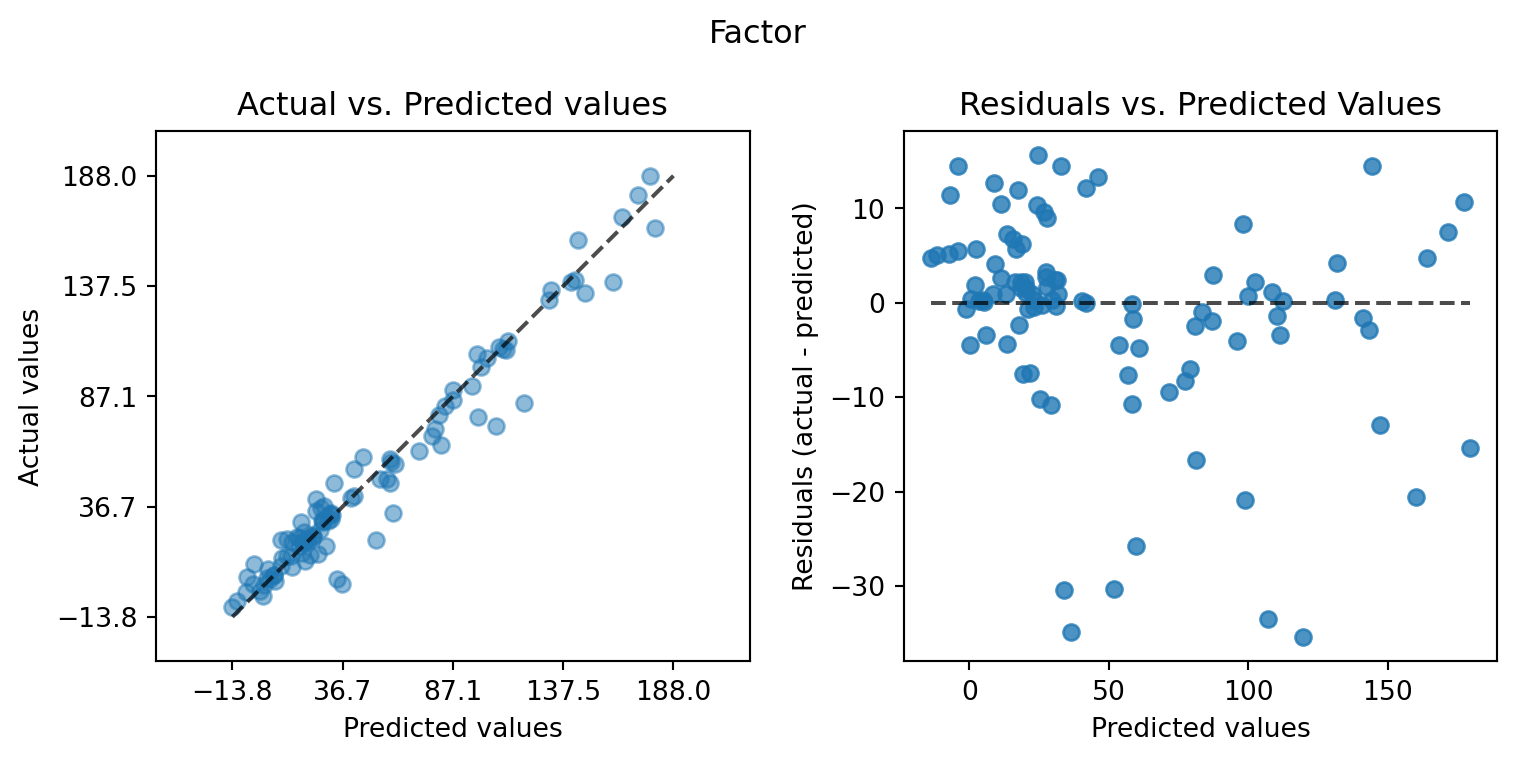 Factor
Actual vs. Predicted values
Actual values
188.0
137.5
87.1
36.7
−13.8
−13.8 36.7 87.1 137.5 188.0
Predicted values
Residuals vs. Predicted Values
Residuals (actual - predicted)
10
0
−10
−20
−30
0 50 100 150
Predicted values